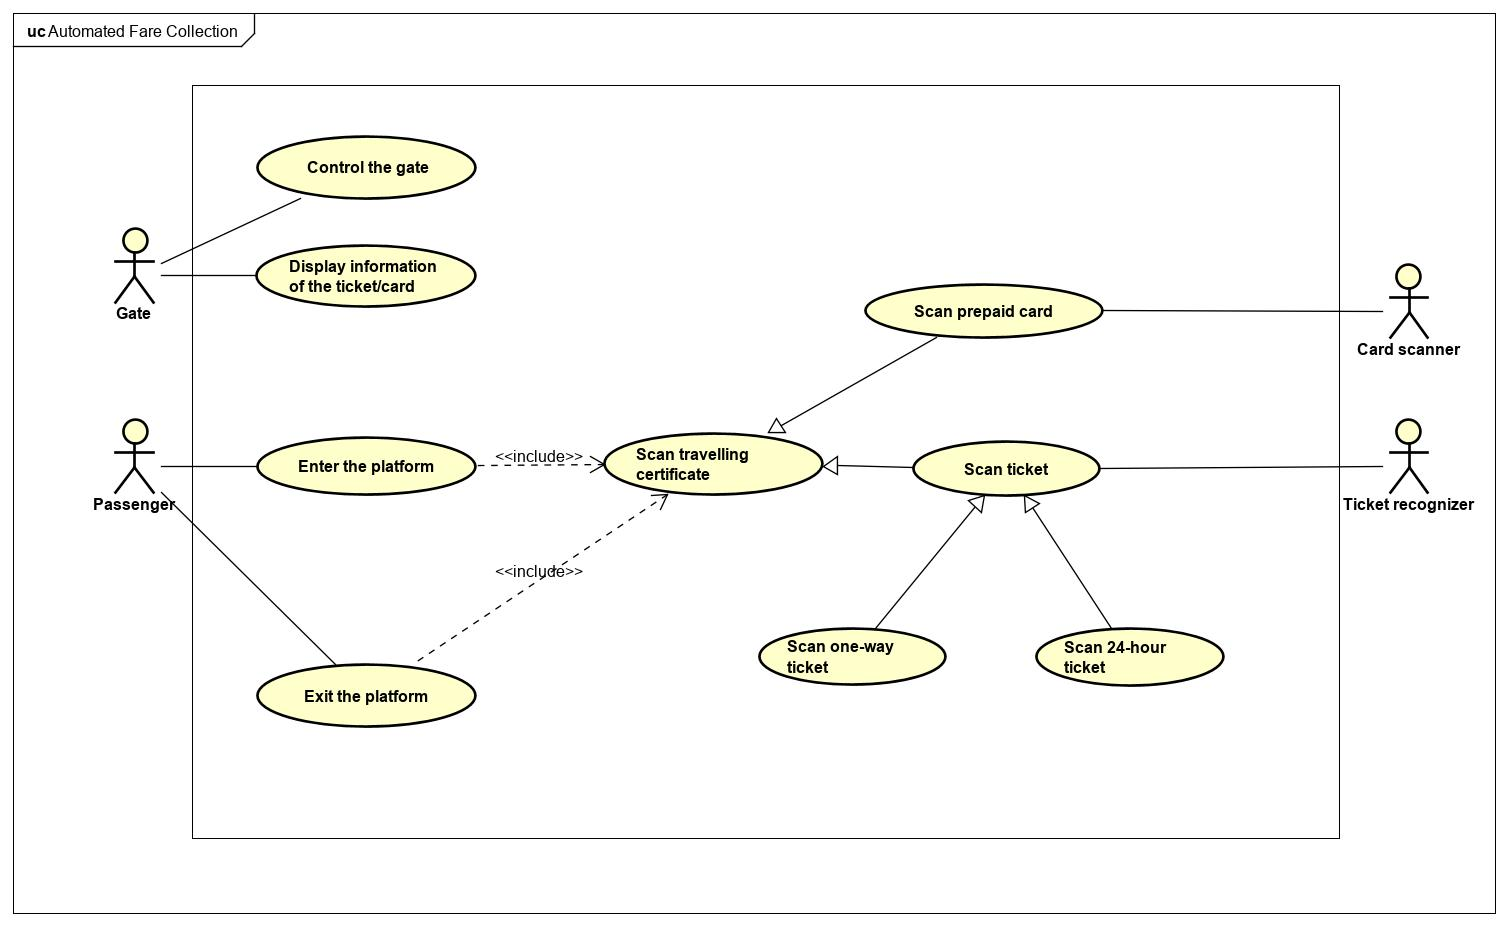 uc Automated Fare Collection
Control the gate
Display information
of the ticket/card
Gate
Scan prepaid card
Card scanner
Enter the platform
<<include>>
Scan travelling
certificate
Scan ticket
Passenger
Ticket recognizer
<<include>>
Scan one-way
ticket
Scan 24-hour
ticket
Exit the platform